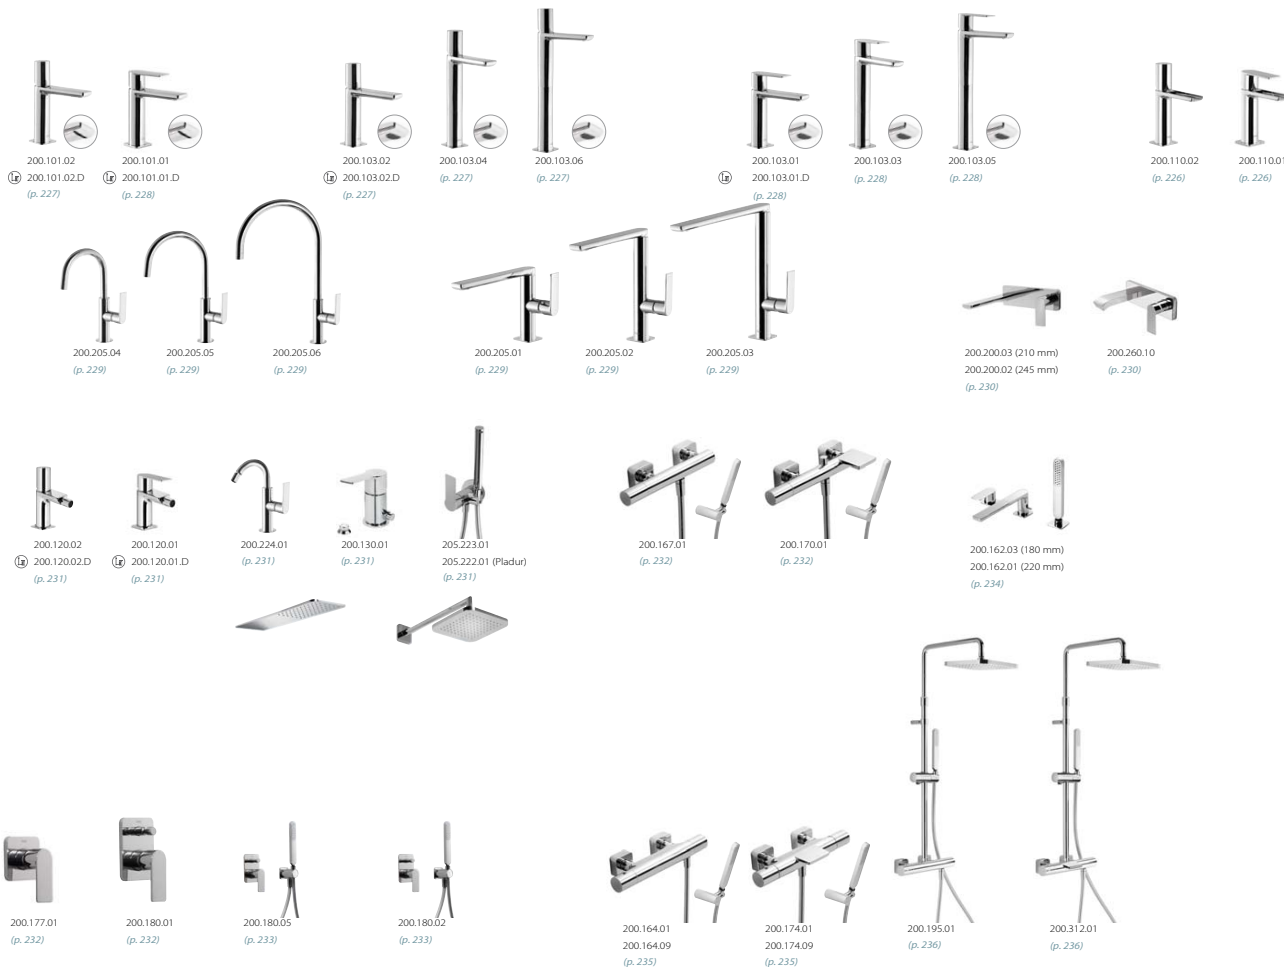 200.101.02
200.101.02.D
(p. 227)
200.101.01
200.101.01.D
(p. 228)
200.103.02
200.103.02.D
(p. 227)
200.103.04
(p. 227)
200.103.06
(p. 227)
200.103.01
200.103.01.D
(p. 228)
200.103.03
(p. 228)
200.103.05
(p. 228)
200.110.02
(p. 226)
200.110.01
(p. 226)
200.205.04
(p. 229)
200.205.05
(p. 229)
200.205.06
(p. 229)
200.205.01
(p. 229)
200.205.02
(p. 229)
200.205.03
(p. 229)
200.200.03 (210 mm)
200.200.02 (245 mm)
(p. 230)
200.260.10
(p. 230)
200.120.02
200.120.02.D
(p. 231)
200.120.01
200.120.01.D
(p. 231)
200.224.01
(p. 231)
200.130.01
(p. 231)
205.223.01
205.222.01 (Pladur)
(p. 231)
200.167.01
(p. 232)
200.170.01
(p. 232)
200.162.03 (180 mm)
200.162.01 (220 mm)
(p. 234)
200.177.01
(p. 232)
200.180.01
(p. 232)
200.180.05
(p. 233)
200.180.02
(p. 233)
200.164.01
200.164.09
(p. 235)
200.174.01
200.174.09
(p. 235)
200.195.01
(p. 236)
200.312.01
(p. 236)